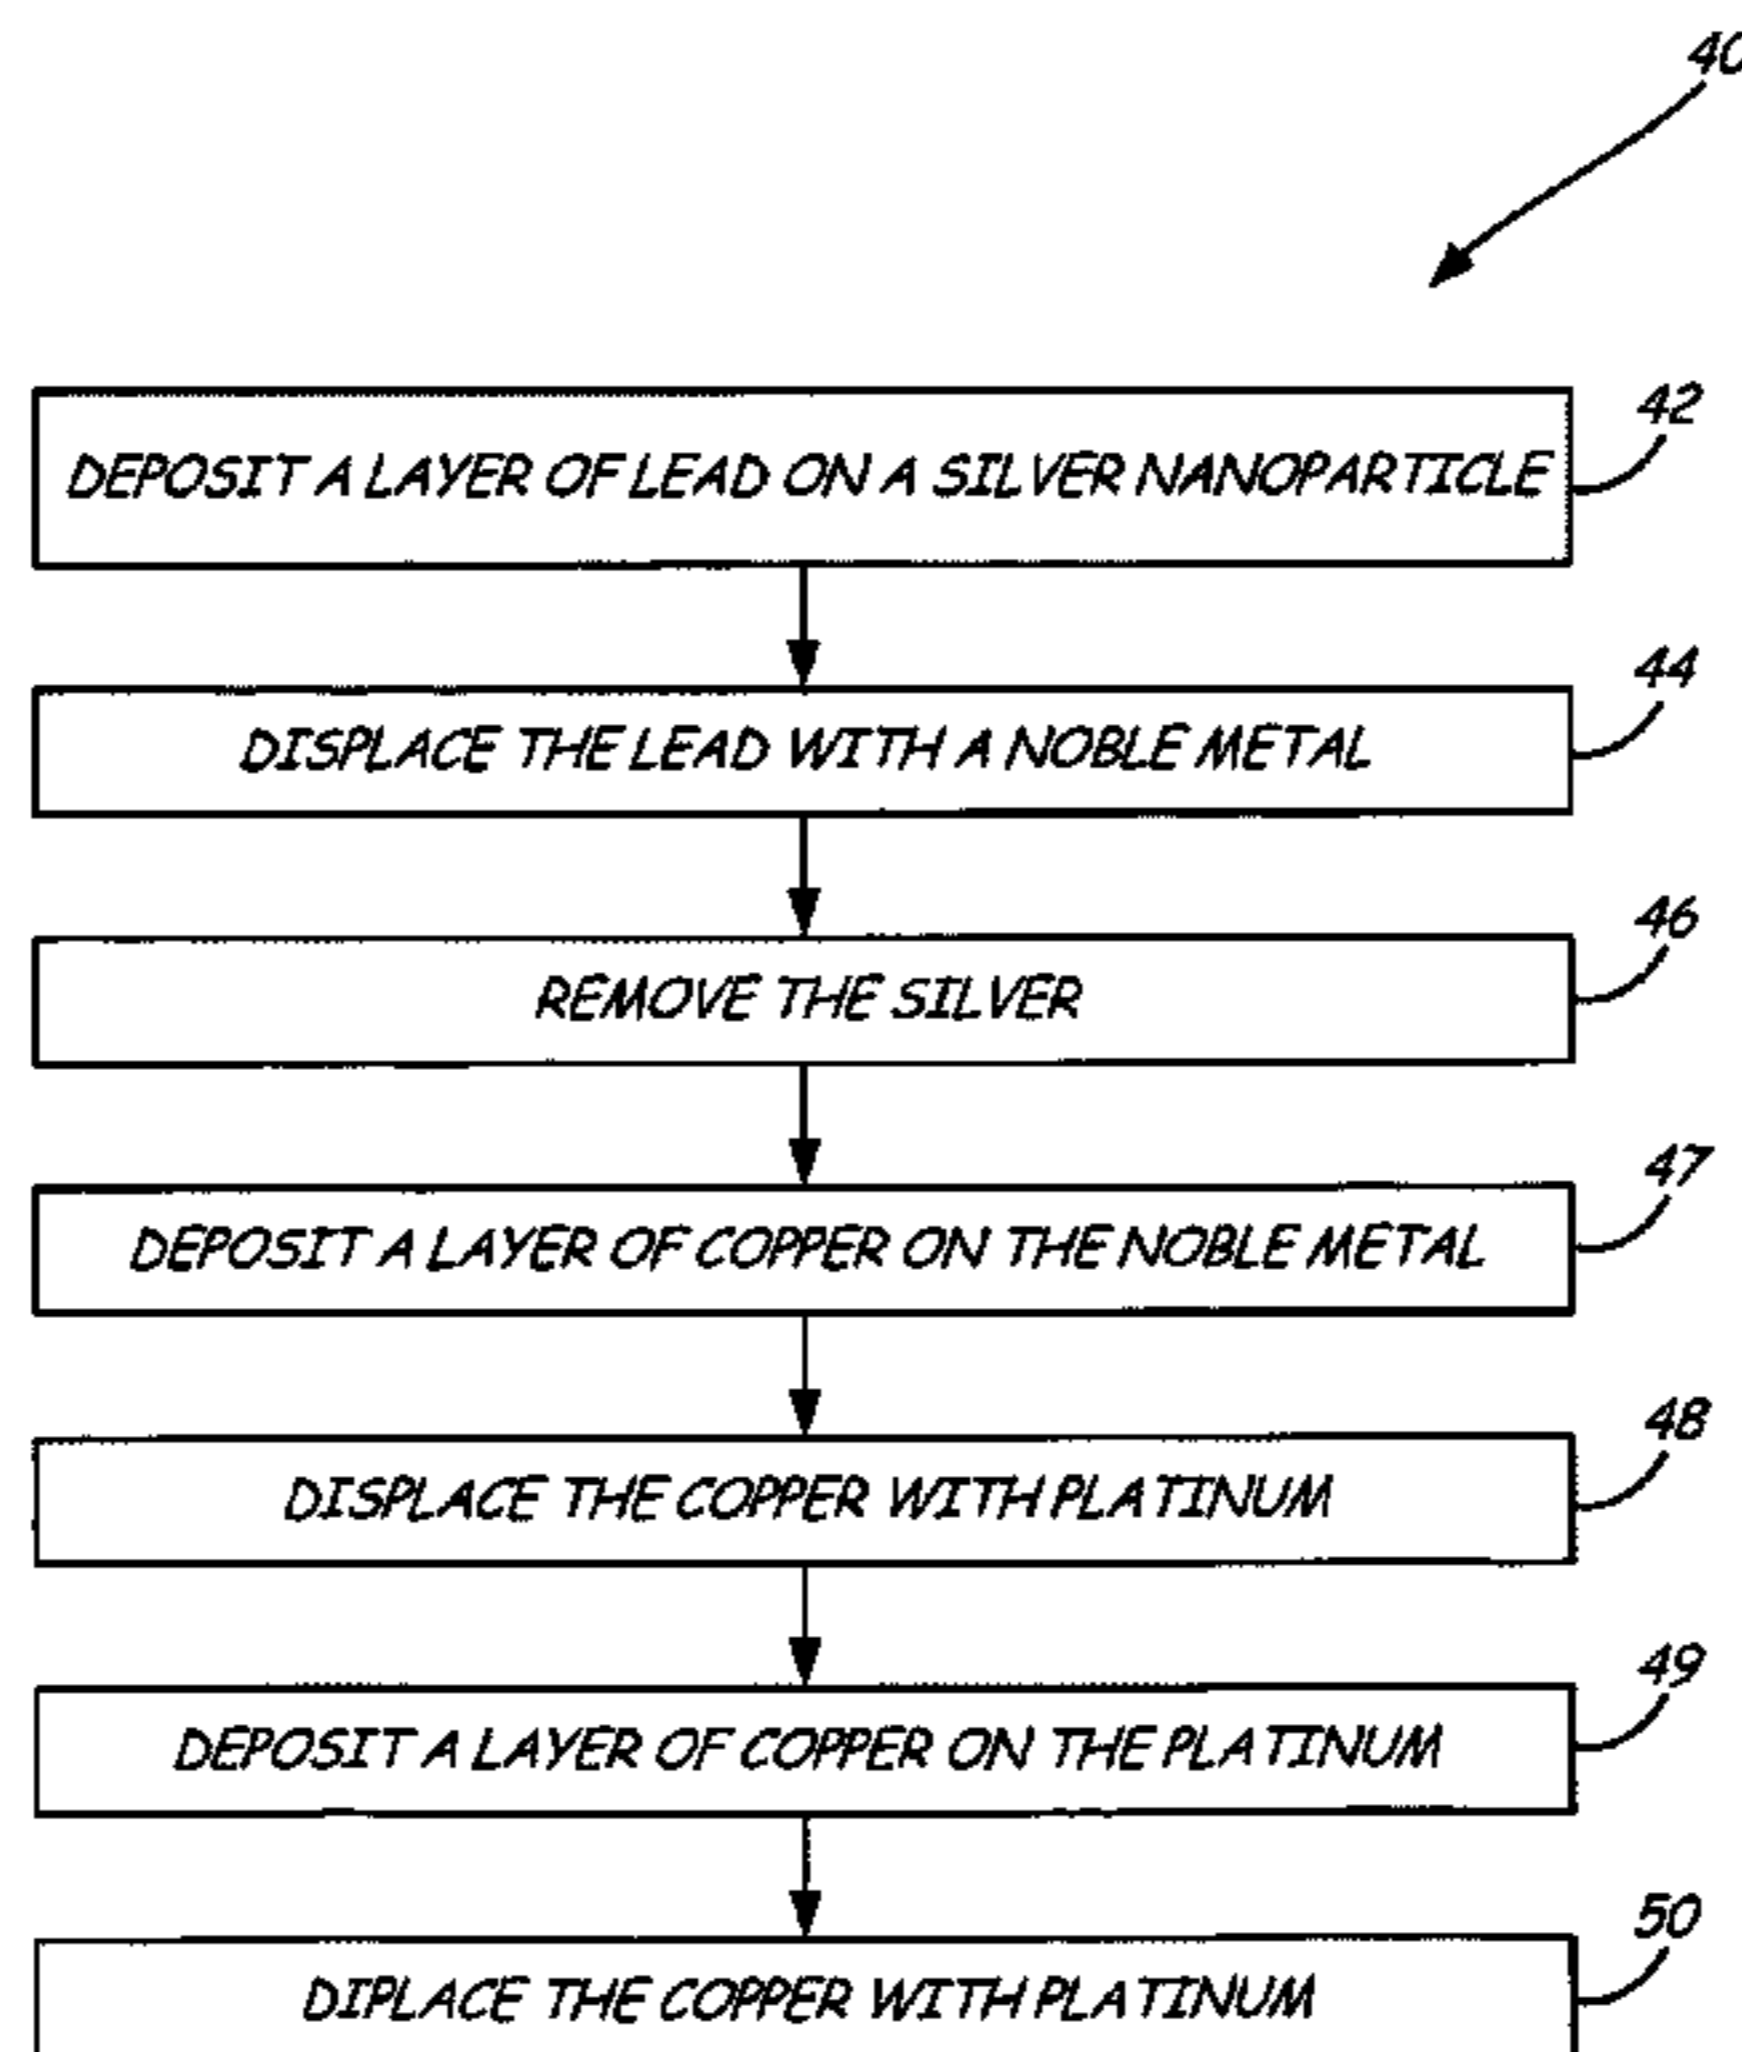 40
DEPOSIT A LAYER OF LEAD ON A SILVER NANOPARTICLE
42
DISPLACE THE LEAD WITH A NOBLE METAL
44
REMOVE THE SILVER
46
DEPOSIT A LAYER OF COPPER ON THE NOBLE METAL
47
DISPLACE THE COPPER WITH PLATINUM
48
DEPOSIT A LAYER OF COPPER ON THE PLATINUM
49
DIPLACE THE COPPER WITH PLATINUM
50